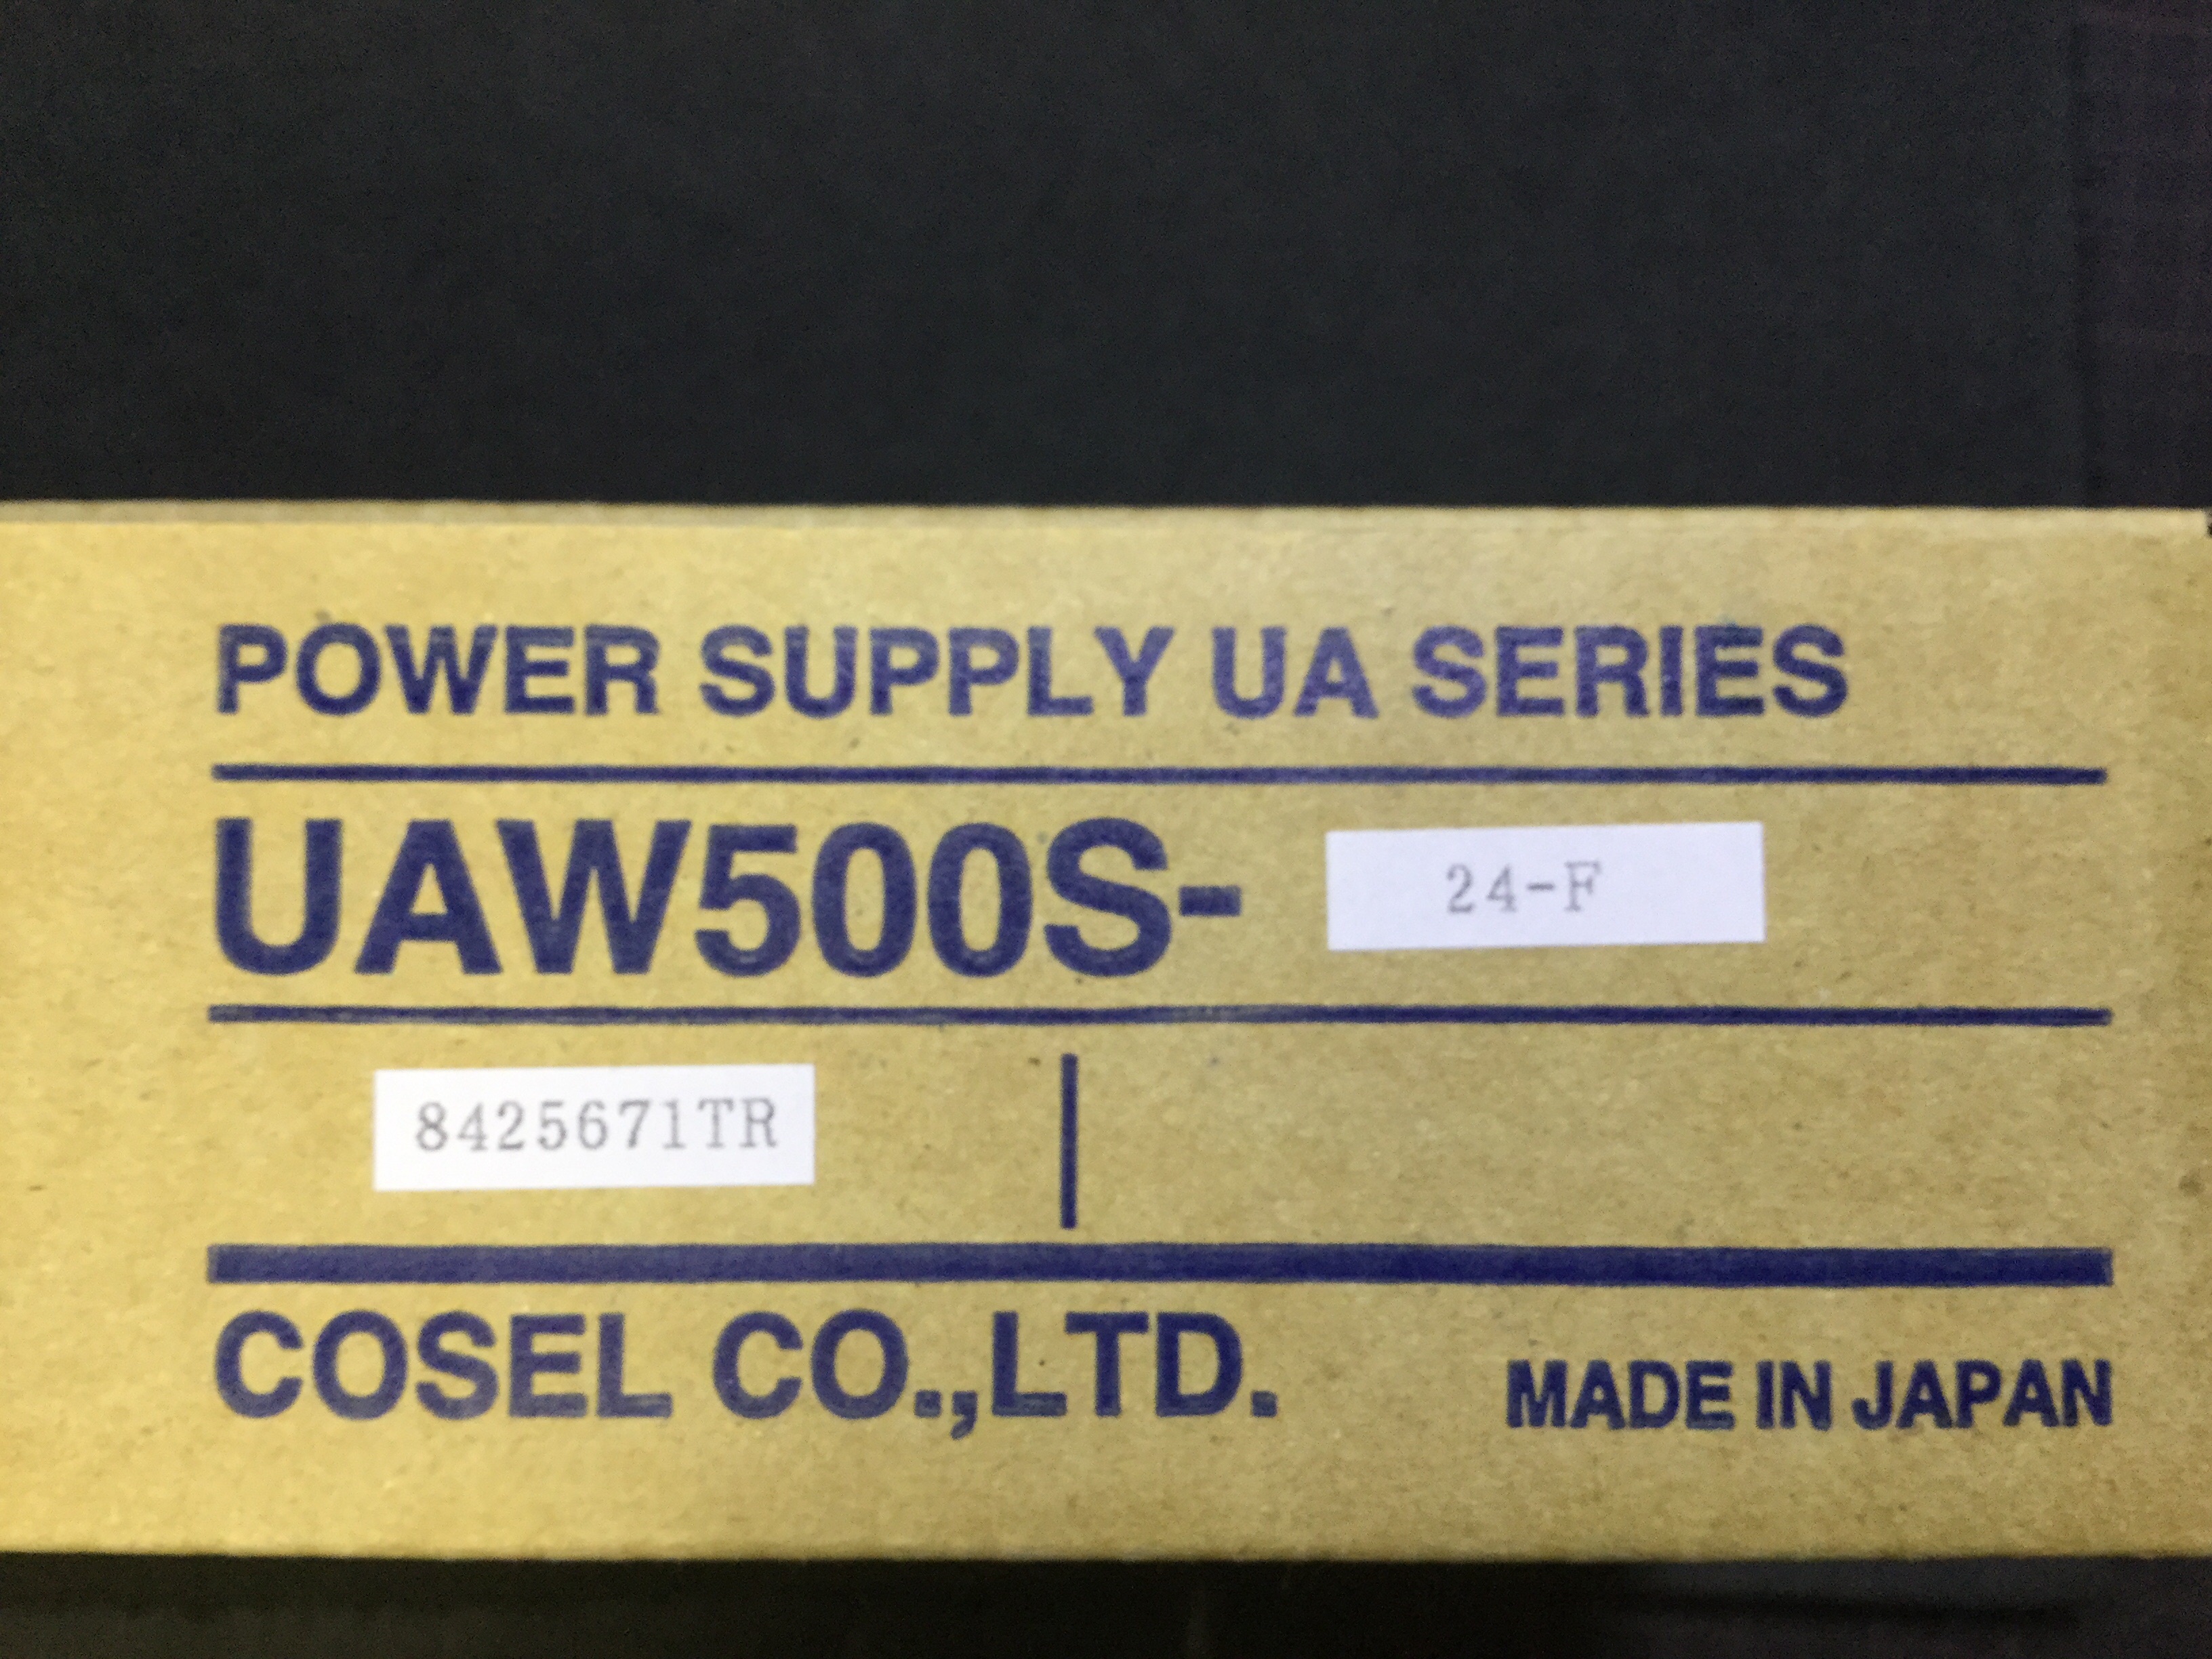 POWER SUPPLY UA SERIES
UAW500S- 24-F
8425671TR
COSEL CO.,LTD. MADE IN JAPAN